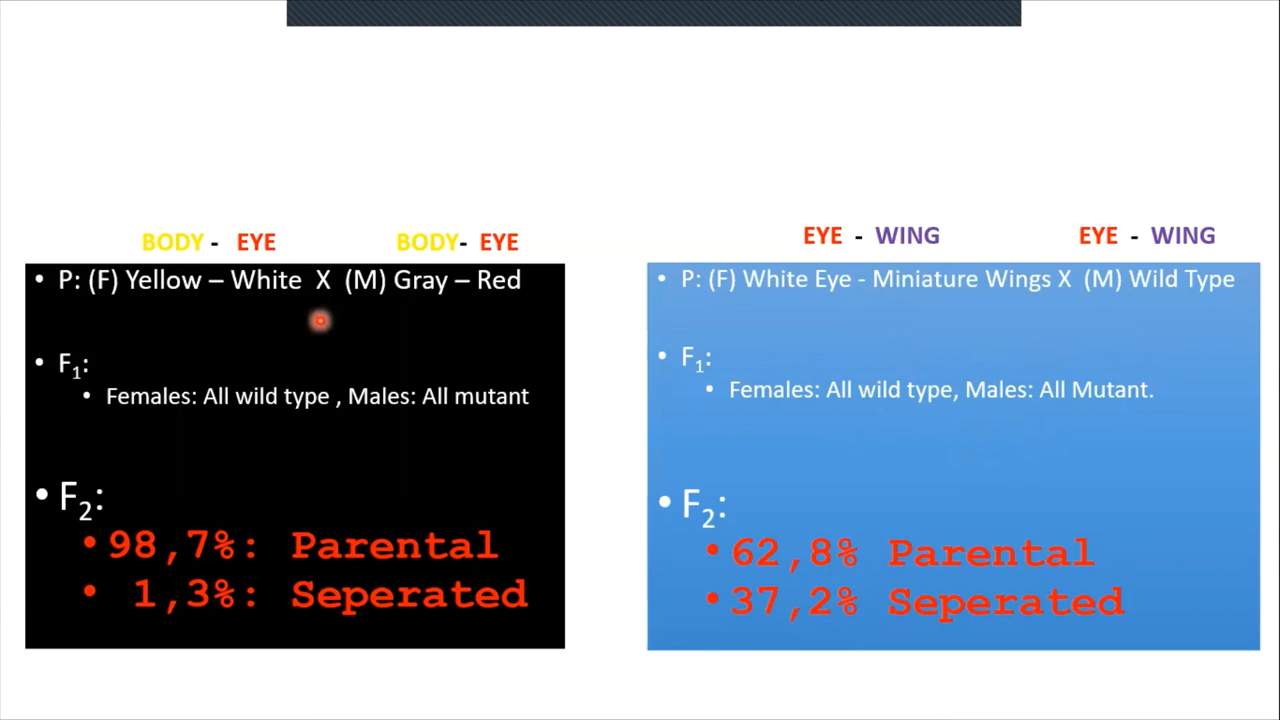 BODY - EYE BODY- EYE
• P: (F) Yellow – White X (M) Gray – Red
• F₁:
• Females: All wild type , Males: All mutant
• F₂:
• 98,7%: Parental
• 1,3%: Seperated
EYE - WING EYE - WING
• P: (F) White Eye - Miniature Wings X (M) Wild Type
• F₁:
• Females: All wild type, Males: All Mutant.
• F₂:
• 62,8% Parental
• 37,2% Seperated